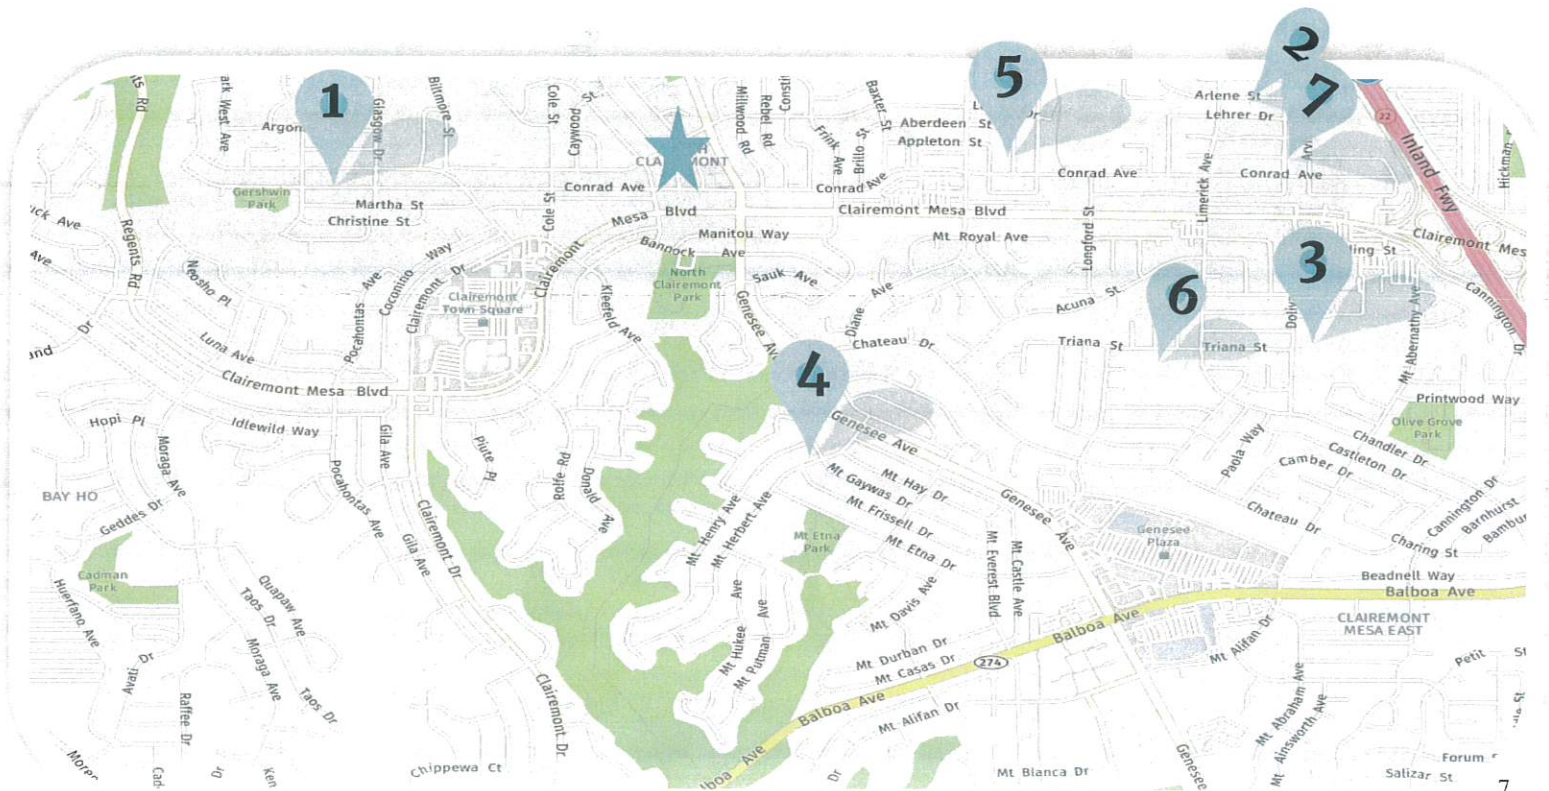 1
5
2
7
3
6
4
Argon
Glasgow Dr
Biltmore St
Cole St
Millwood Rd
Rebel Rd
Baxter St
Frink Ave
Brillo St
Aberdeen St
Appleton St
Arlene St
Lehrer Dr
22
Inland Fwy
Hickman
Gershwin
Park
Martha St
Christine St
Conrad Ave
Conrad Ave
Conrad Ave
Conrad Ave
Limerick Ave
Cole St
Clairemont
Mesa
Blvd
Clairemont Mesa Blvd
Clairemont Mes
Manitou Way
Mt Royal Ave
Longford St
Bannock Ave
North
Clairemont
Park
Sauk Ave
Diane Ave
Acuna St
Regents Rd
Neosho Pl
Luna Ave
Pocahontas Ave
Coconino Way
Clairemont Dr
Clairemont
Town Square
Kleefeld Ave
Genesee Ave
Chateau Dr
Triana St
Triana St
Mt Abernathy Ave
Cannington Dr
Clairemont Mesa Blvd
Printwood Way
Olive Grove
Park
Hopi Pl
Idlewild Way
Moraga Ave
Gila Ave
Pocahontas Ave
Piute Pl
Rolfe Rd
Donald Ave
Genesee Ave
Mt Hay Dr
Mt Gaywas Dr
Mt Frissell Dr
Mt Etna Dr
Genesee Ave
Paola Way
Chandler Dr
Castleton Dr
Camber Dr
Chateau Dr
Cannington Dr
Barnhurst
Charing St
BAY HO
Geddes Dr
Gila Ave
Clairemont Dr
Mt Henry Ave
Mt Herbert Ave
Mt Etna
Park
Mt Everest Blvd
Mt Castle Ave
Genesee
Plaza
Cadman
Park
Huerfano Ave
Quapaw Ave
Taos Dr
Moraga Ave
Taos Dr
Avati Dr
Raffee Dr
Mt Hukee Ave
Mt Putman Ave
Mt Davis Ave
Mt Durban Dr
Mt Casas Dr
274
Balboa Ave
Balboa Ave
Beadnell Way
Balboa Ave
CLAIREMONT
MESA EAST
Mt Alifan Dr
Mt Alifan Dr
Petit St
Mt Abraham Ave
Mt Ainsworth Ave
Clairemont Dr
Chippewa Ct
Mt Blanca Dr
Genesee
Forum
Salizar St
7